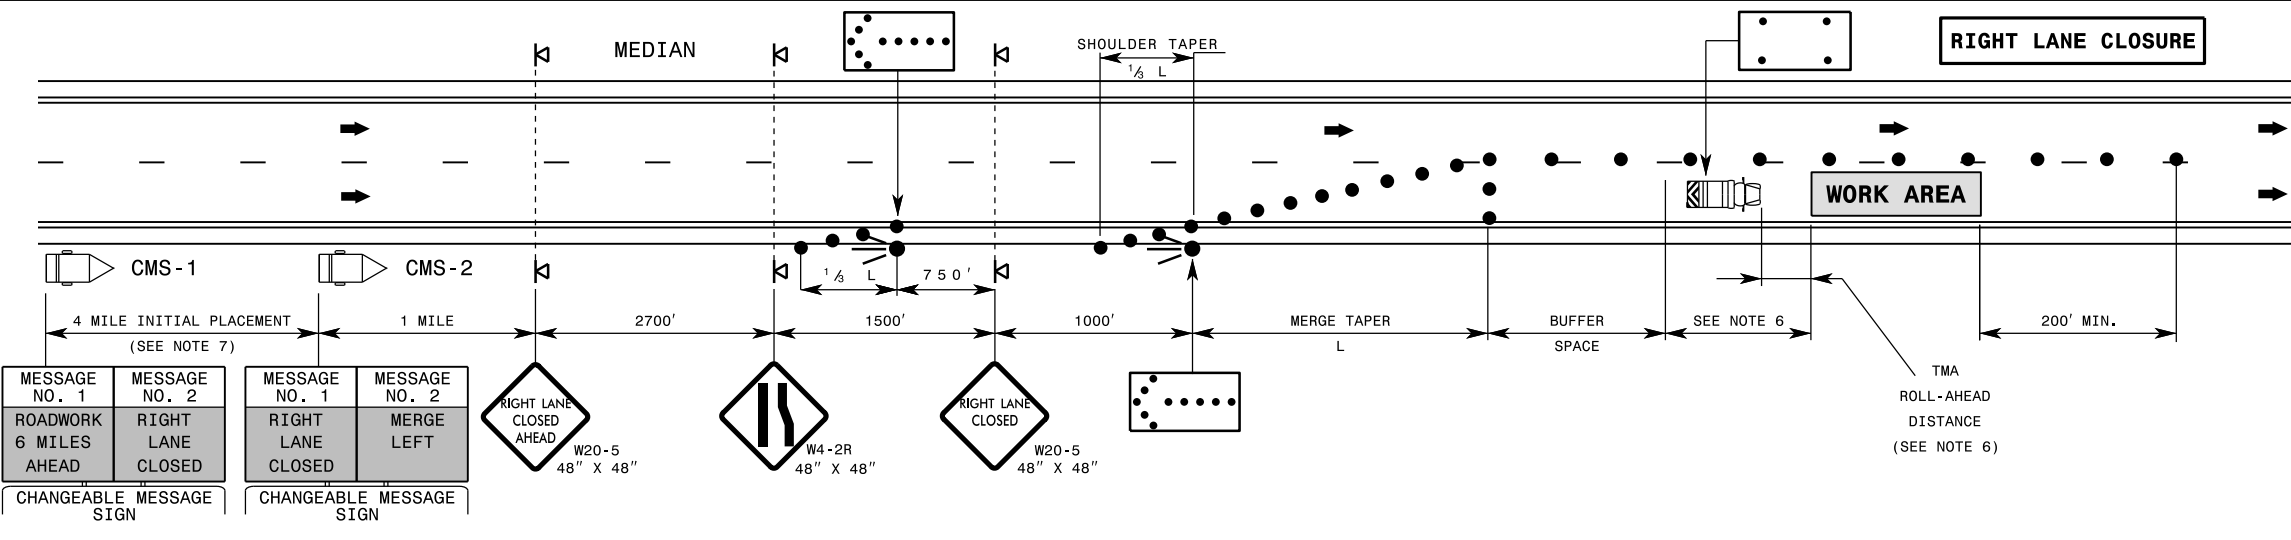 RIGHT LANE CLOSURE
MEDIAN
SHOULDER TAPER
1/3 L
WORK AREA
CMS-1
CMS-2
1/3 L
750'
4 MILE INITIAL PLACEMENT
(SEE NOTE 7)
1 MILE
2700'
1500'
1000'
MERGE TAPER
L
BUFFER
SPACE
SEE NOTE 6
200' MIN.
TMA
ROLL-AHEAD
DISTANCE
(SEE NOTE 6)
MESSAGE
NO. 1
MESSAGE
NO. 2
ROADWORK
6 MILES
AHEAD
RIGHT
LANE
CLOSED
CHANGEABLE MESSAGE
SIGN
MESSAGE
NO. 1
MESSAGE
NO. 2
RIGHT
LANE
CLOSED
MERGE
LEFT
CHANGEABLE MESSAGE
SIGN
RIGHT LANE
CLOSED
AHEAD
W20-5
48" X 48"
W4-2R
48" X 48"
RIGHT LANE
CLOSED
W20-5
48" X 48"